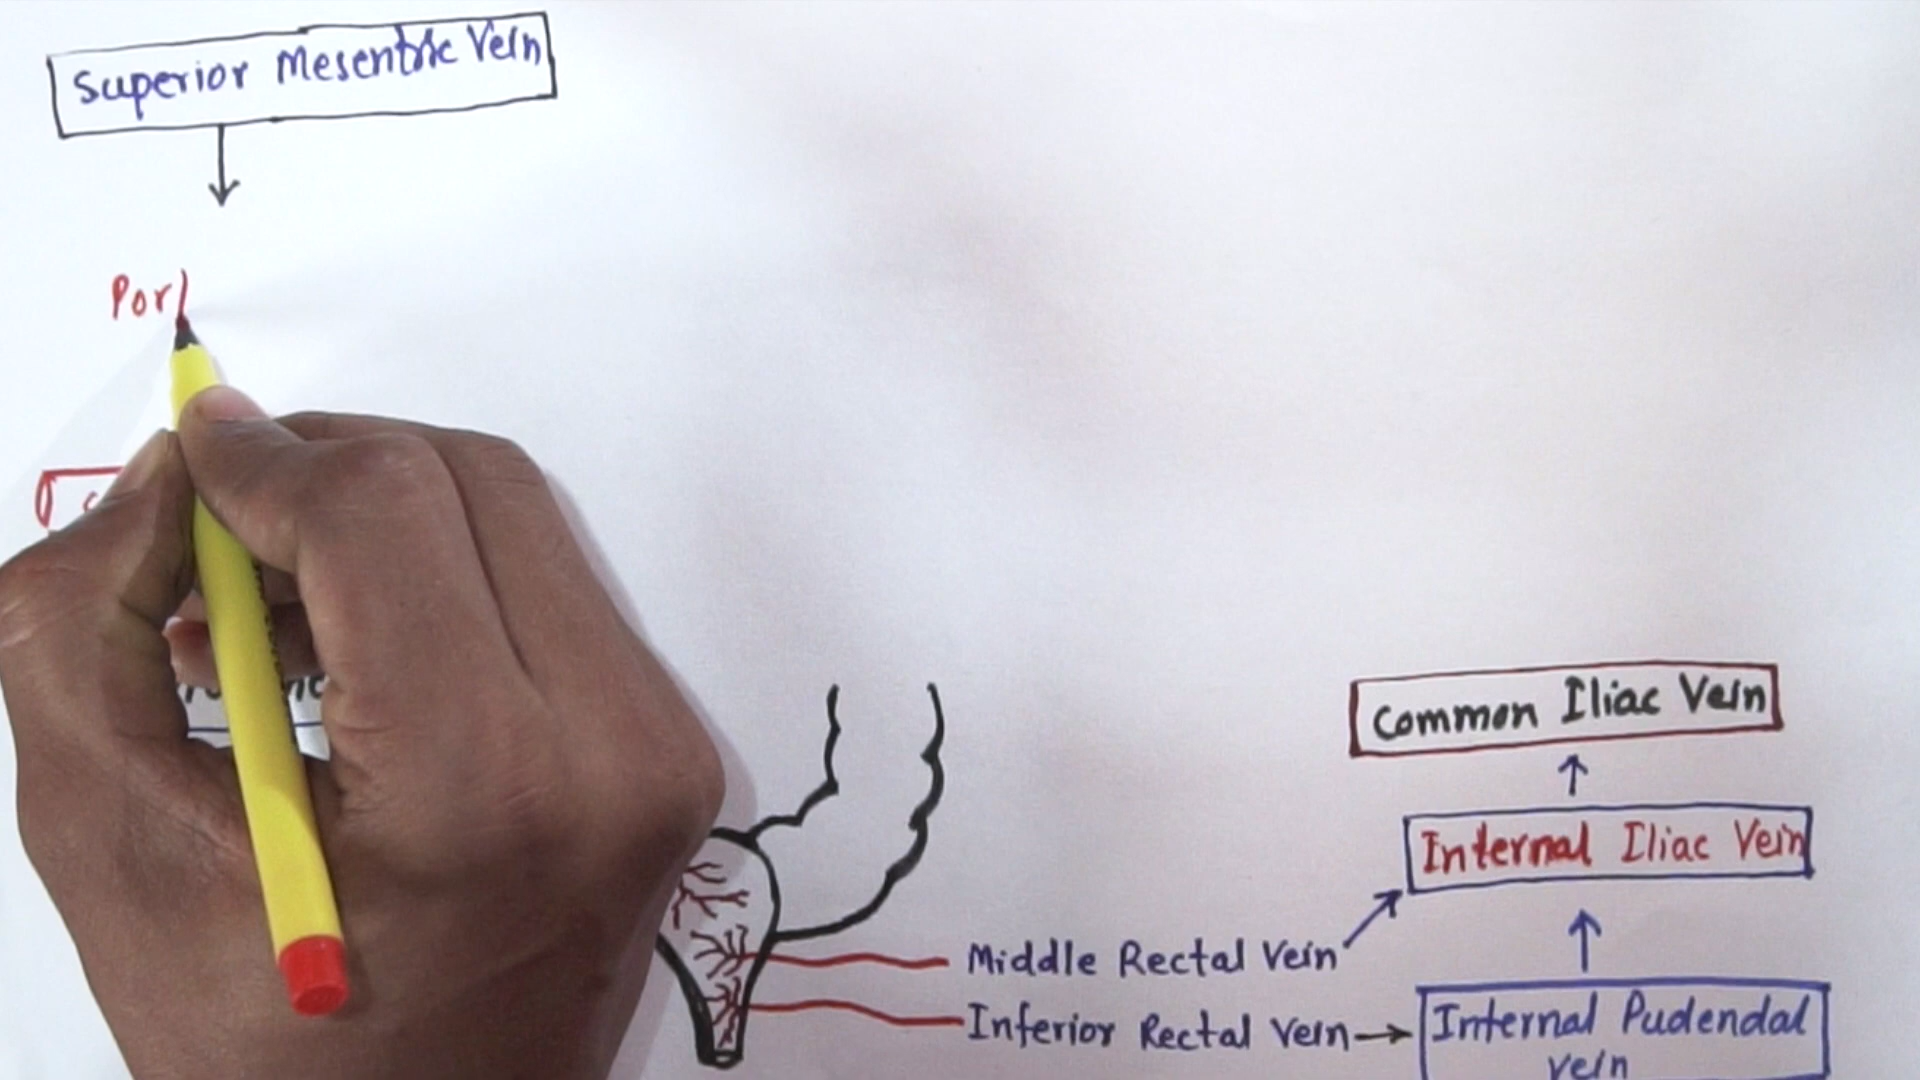 Superior Mesentric Vein
Por
Common Iliac Vein
Internal Iliac Vein
Middle Rectal Vein
Inferior Rectal Vein
Internal Pudendal
Vein